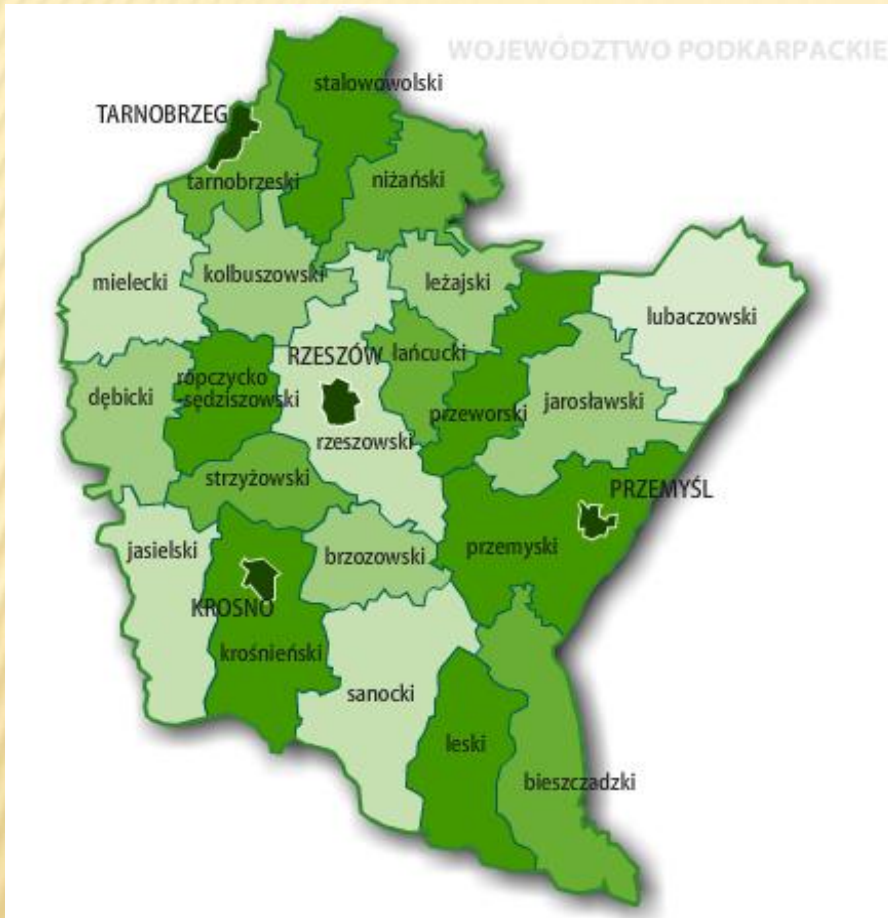 WOJEWÓDZTWO PODKARPACKIE
stalowowolski
TARNOBRZEG
tarnobrzeski
niżański
mielecki
kolbuszowski
leżajski
lubaczowski
RZESZÓW
łańcucki
ropczycko
-sędziszowski
dębicki
przeworski
jarosławski
rzeszowski
strzyżowski
PRZEMYŚL
jasielski
brzozowski
przemyski
KROSNO
krośnieński
sanocki
leski
bieszczadzki